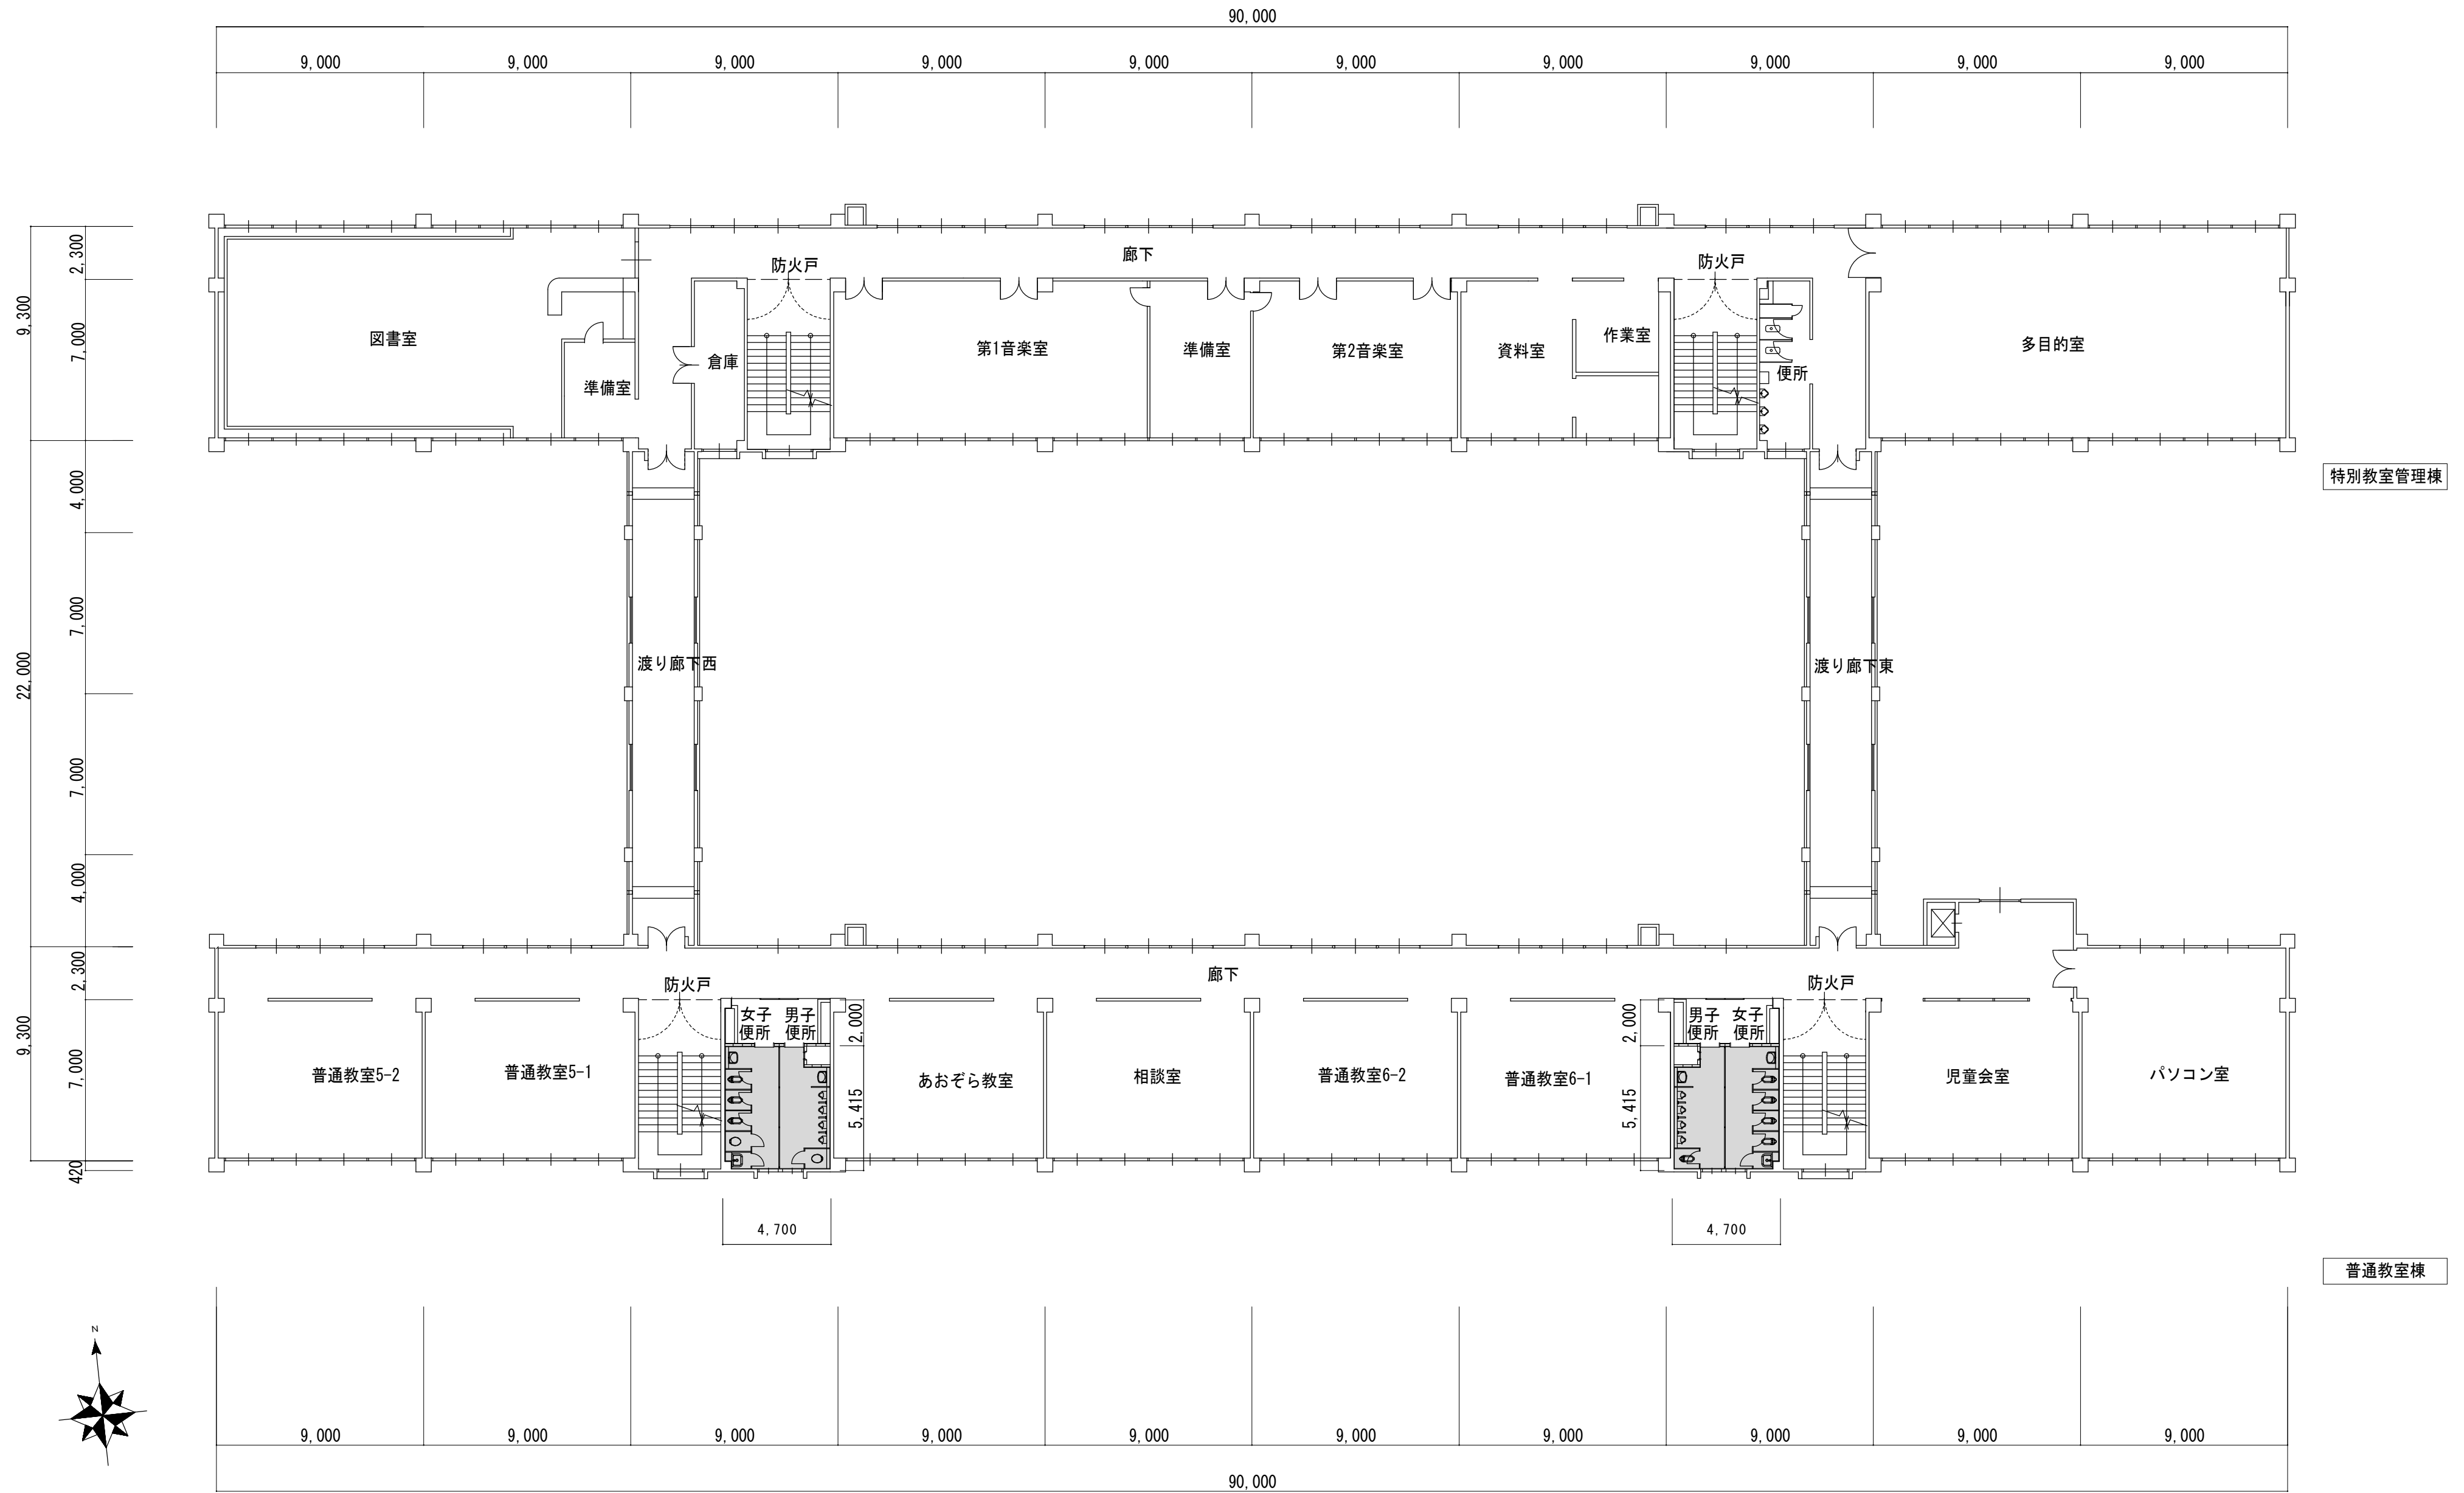 90,000
9,000 9,000 9,000 9,000 9,000 9,000 9,000 9,000 9,000 9,000
2,300
9,300
7,000
廊下
防火戸
防火戸
図書室
準備室
倉庫
第1音楽室
準備室
第2音楽室
資料室
作業室
便所
多目的室
特別教室管理棟
4,000
7,000
22,000
7,000
4,000
渡り廊下西
渡り廊下東
2,300
9,300
7,000
420
廊下
防火戸
防火戸
女子
便所
男子
便所
2,000
5,415
男子
便所
女子
便所
2,000
5,415
普通教室5-2
普通教室5-1
あおぞら教室
相談室
普通教室6-2
普通教室6-1
児童会室
パソコン室
4,700
4,700
普通教室棟
N
9,000 9,000 9,000 9,000 9,000 9,000 9,000 9,000 9,000 9,000
90,000